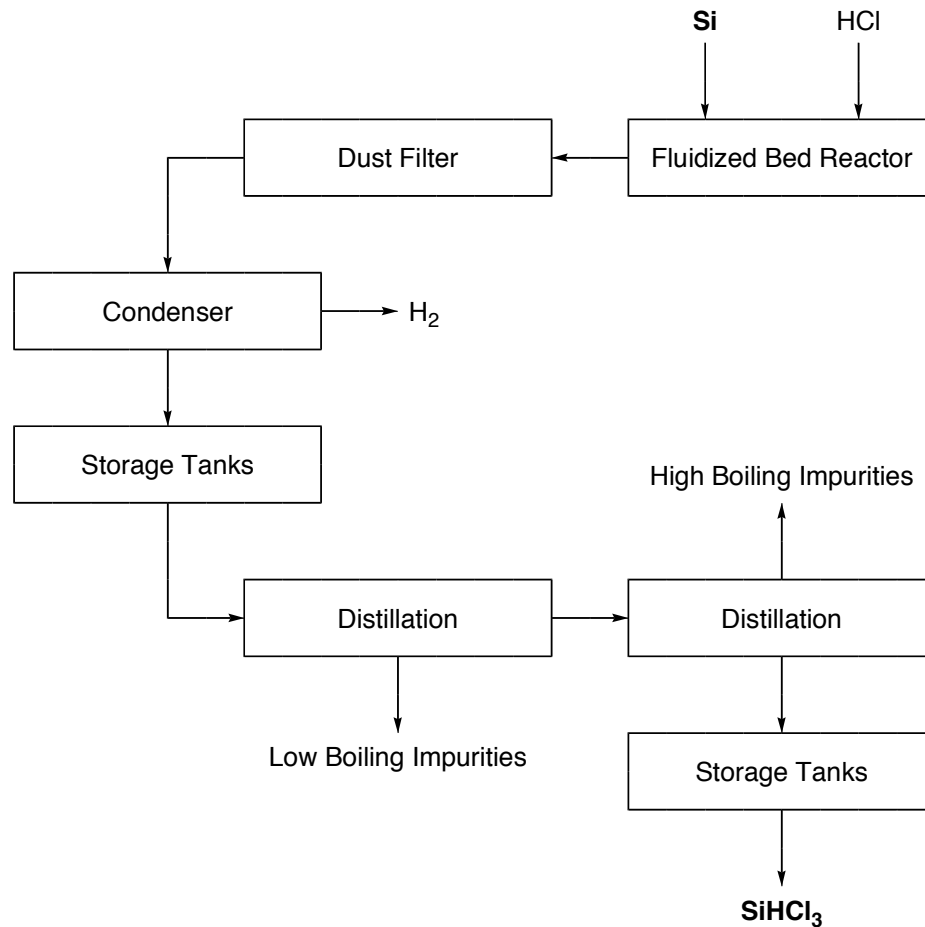 Si
HCl
Dust Filter
Fluidized Bed Reactor
Condenser
H₂
Storage Tanks
High Boiling Impurities
Distillation
Distillation
Low Boiling Impurities
Storage Tanks
SiHCl₃